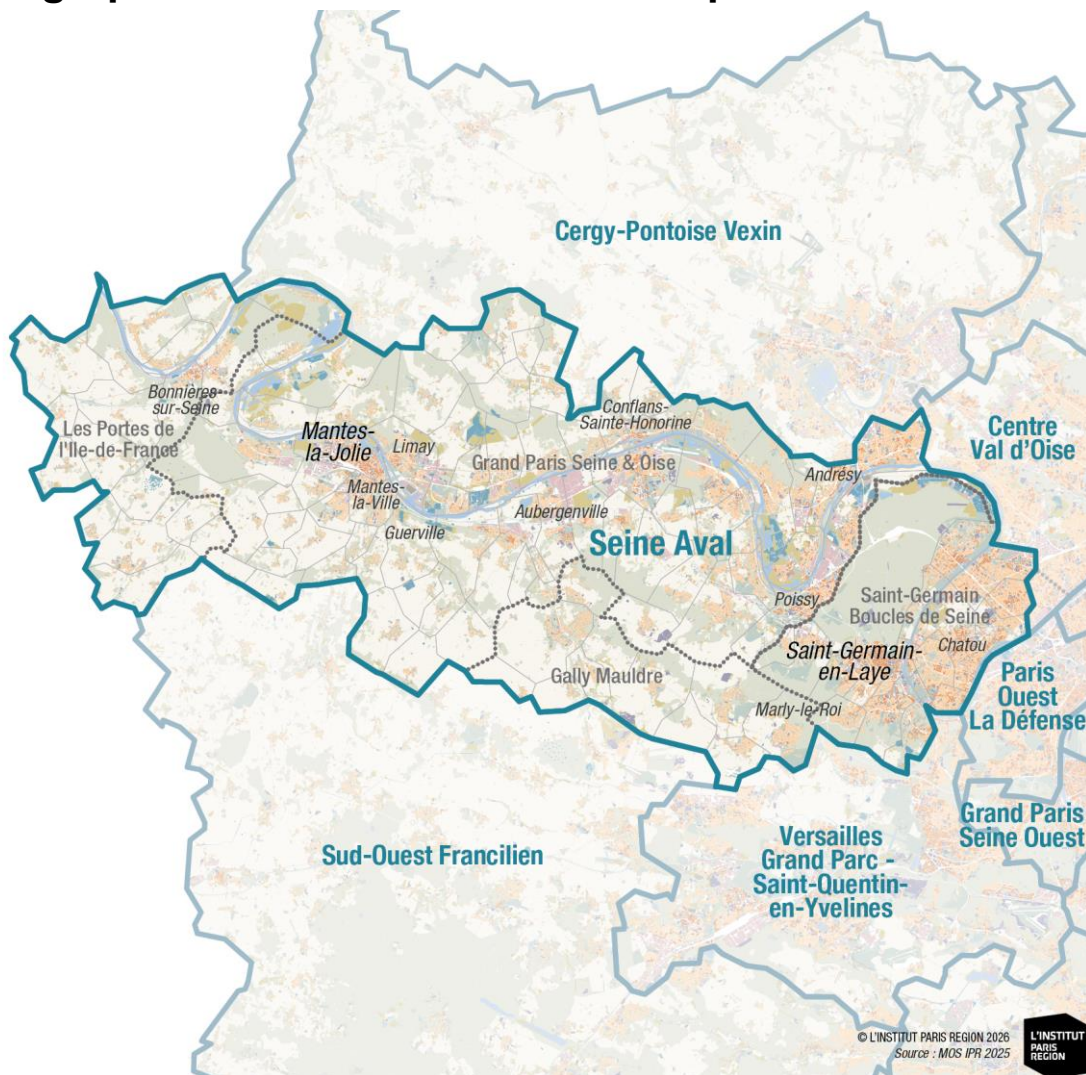 Cergy-Pontoise Vexin
Bonnières
sur-Seine
Les Portes de
l'Ile-de-France
Mantes-
la-Jolie
Limay
Conflans-
Sainte-Honorine
Grand Paris Seine & Oise
Mantes-
la-Ville
Guerville
Aubergenville
Seine Aval
Andrésy
Centre
Val d'Oise
Poissy
Saint-Germain
Boucles de Seine
Saint-Germain-
en-Laye
Chatou
Gally Mauldre
Marly-le-Roi
Paris
Ouest
La Défense
Grand Paris
Seine Ouest
Sud-Ouest Francilien
Versailles
Grand Parc -
Saint-Quentin-
en-Yvelines
© L'INSTITUT PARIS REGION 2026
Source : MOS IPR 2025
L'INSTITUT
PARIS
REGION